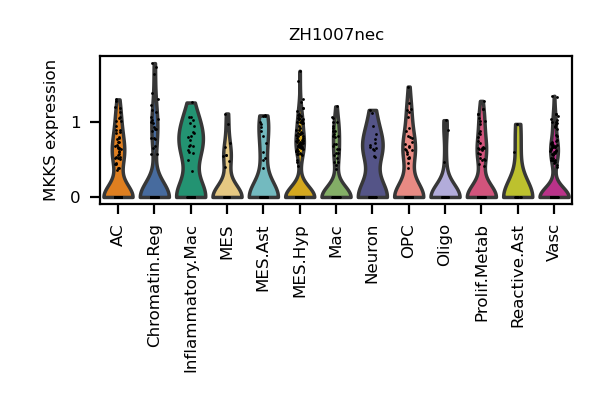 ZH1007nec
MKKS expression
1
0
AC
Chromatin.Reg
Inflammatory.Mac
MES
MES.Ast
MES.Hyp
Mac
Neuron
OPC
Oligo
Prolif.Metab
Reactive.Ast
Vasc